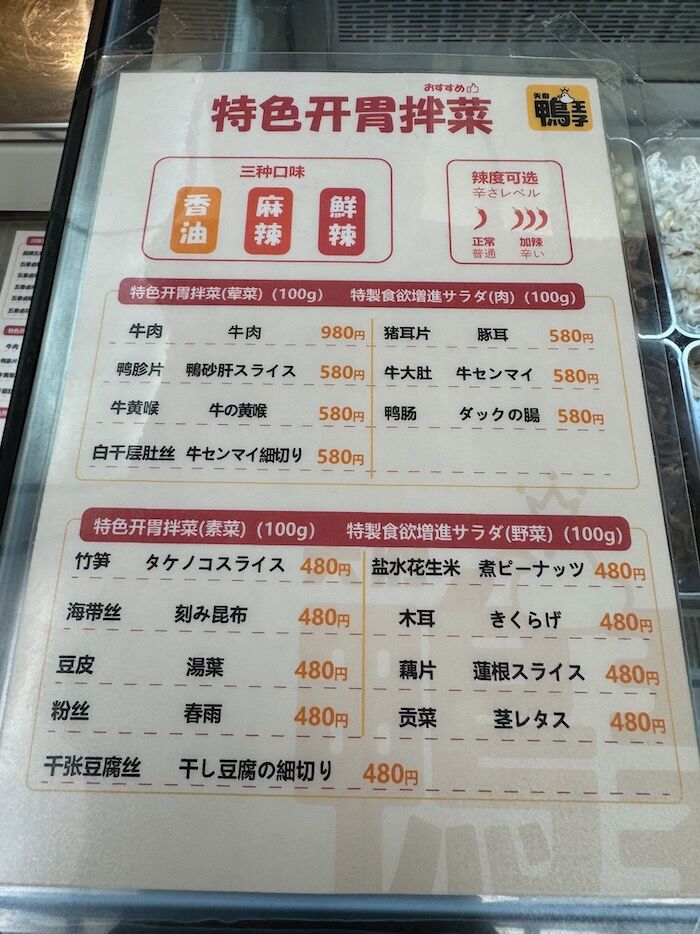 おすすめ
特色开胃拌菜
天府
鴨王子
三种口味
香油
麻辣
鮮辣
辣度可选
辛さレベル
正常
普通
加辣
辛い
特色开胃拌菜(荤菜)(100g) 特製食欲増進サラダ(肉)(100g)
牛肉 牛肉 980円
猪耳片 豚耳 580円
鸭胗片 鴨砂肝スライス 580円
牛大肚 牛センマイ 580円
牛黄喉 牛の黄喉 580円
鸭肠 ダックの腸 580円
白千层肚丝 牛センマイ細切り 580円
特色开胃拌菜(素菜)(100g) 特製食欲増進サラダ(野菜)(100g)
竹笋 タケノコスライス 480円
盐水花生米 煮ピーナッツ 480円
海带丝 刻み昆布 480円
木耳 きくらげ 480円
豆皮 湯葉 480円
藕片 蓮根スライス 480円
粉丝 春雨 480円
贡菜 茎レタス 480円
千张豆腐丝 干し豆腐の細切り 480円